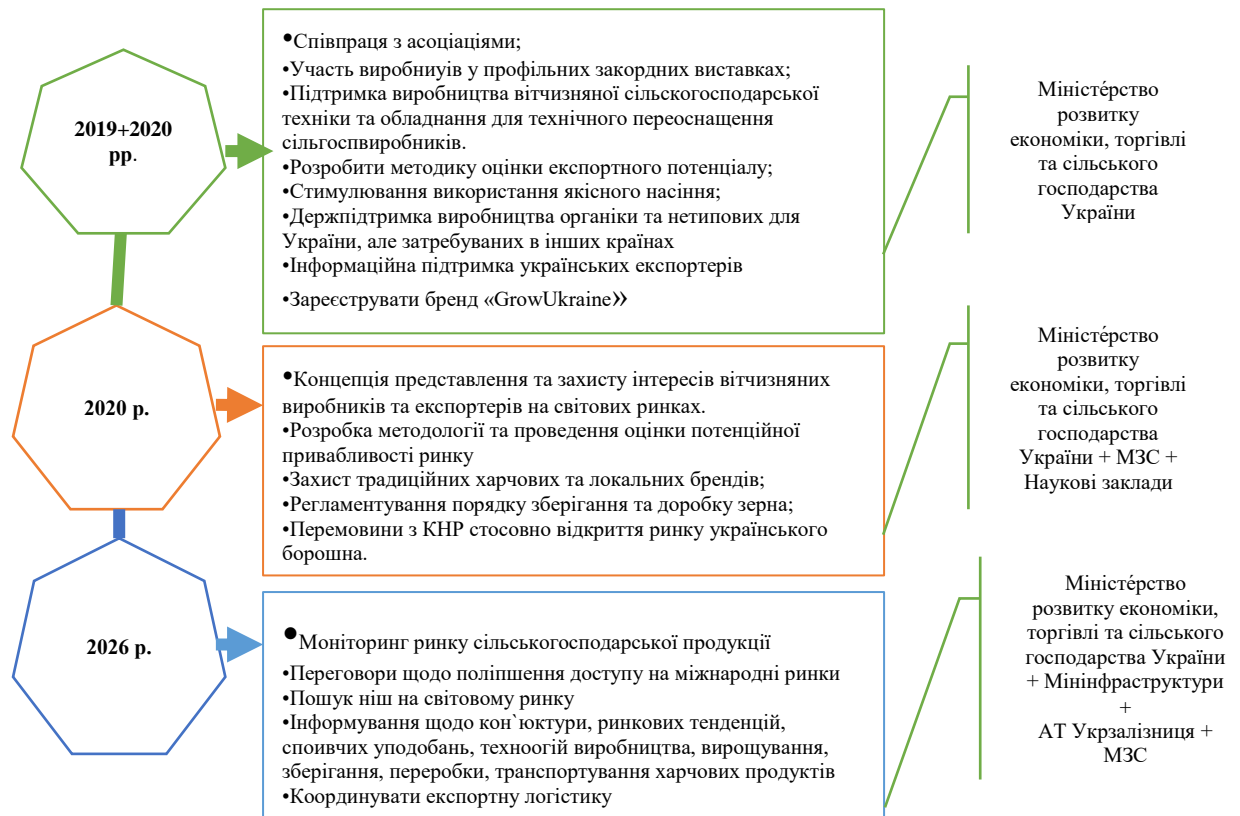 2019+2020
рр.
•Співпраця з асоціаціями;
•Участь виробниуів у профільних закордних виставках;
•Підтримка виробництва вітчизняної сільскогосподарської
техніки та обладнання для технічного переоснащення
сільгоспвиробників.
•Розробити методику оцінки експортного потенціалу;
•Стимулювання використання якісного насіння;
•Держпідтримка виробництва органіки та нетипових для
України, але затребуваних в інших країнах
•Інформаційна підтримка українських експортерів
•Зареєструвати бренд «GrowUkraine»
Міністе́рство
розвитку
економіки, торгівлі
та сільського
господарства
України
2020 р.
•Концепція представлення та захисту інтересів вітчизняних
виробників та експортерів на світових ринках.
•Розробка методології та проведення оцінки потенційної
привабливості ринку
•Захист традиційних харчових та локальних брендів;
•Регламентування порядку зберігання та доробку зерна;
•Перемовини з КНР стосовно відкриття ринку українського
борошна.
Міністе́рство
розвитку
економіки, торгівлі
та сільського
господарства
України + МЗС +
Наукові заклади
2026 р.
•Моніторинг ринку сільськогосподарської продукції
•Переговори щодо поліпшення доступу на міжнародні ринки
•Пошук ніш на світовому ринку
•Інформування щодо кон`юктури, ринкових тенденцій,
споивчих уподобань, техноогій виробництва, вирощування,
зберігання, переробки, транспортування харчових продуктів
•Координувати експортну логістику
Міністе́рство
розвитку економіки,
торгівлі та сільського
господарства України
+ Мінінфраструктури
+
АТ Укрзалізниця +
МЗС